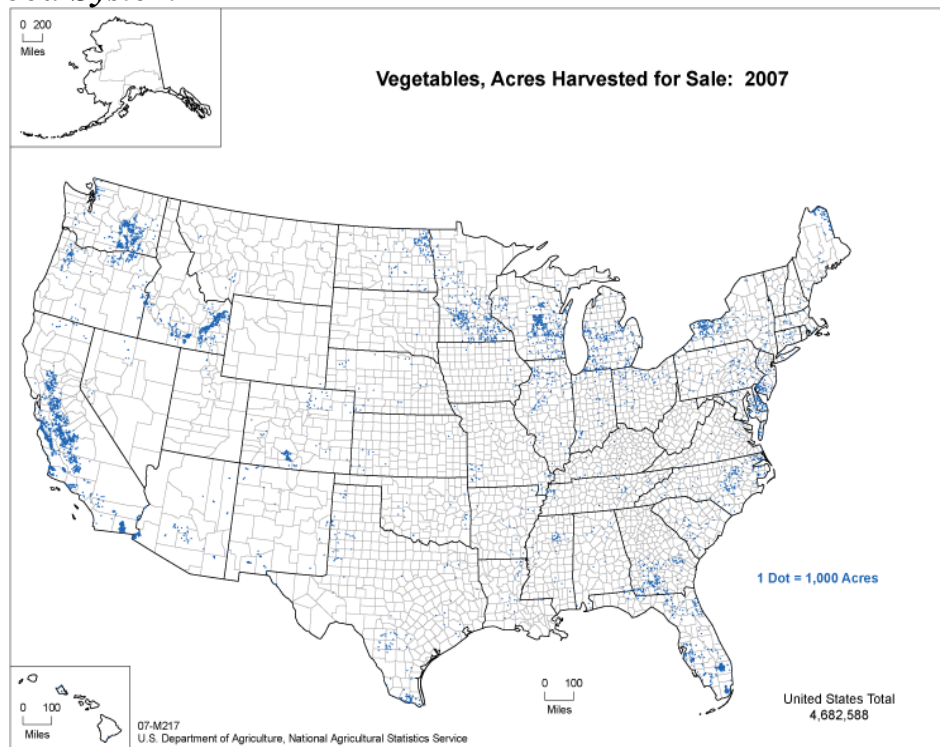 System
0 200
Miles
Vegetables, Acres Harvested for Sale: 2007
1 Dot = 1,000 Acres
0 100
Miles
0 100
Miles
United States Total
4,682,588
07-M217
U.S. Department of Agriculture, National Agricultural Statistics Service